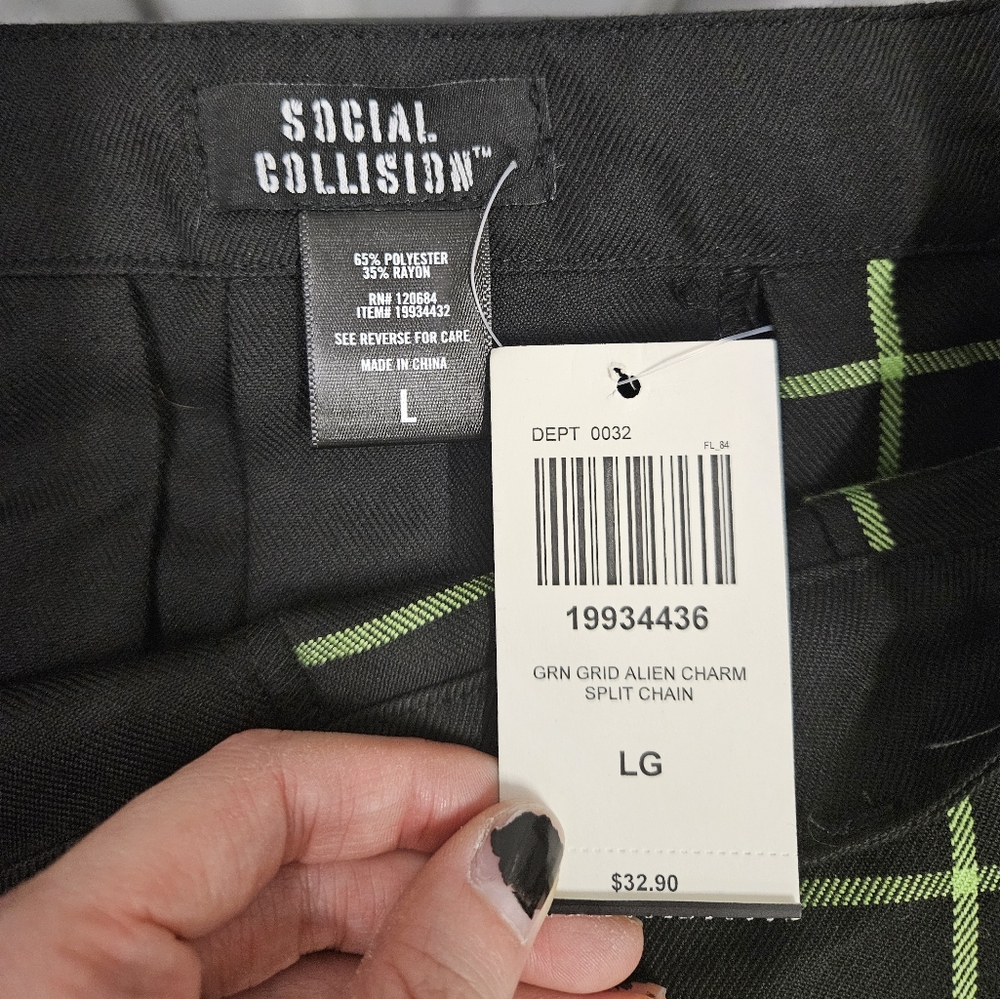 SOCIAL
COLLISION™
65% POLYESTER
35% RAYON
RN# 120684
ITEM# 19934432
SEE REVERSE FOR CARE
MADE IN CHINA
L
DEPT 0032
FL_84
19934436
GRN GRID ALIEN CHARM
SPLIT CHAIN
LG
$32.90